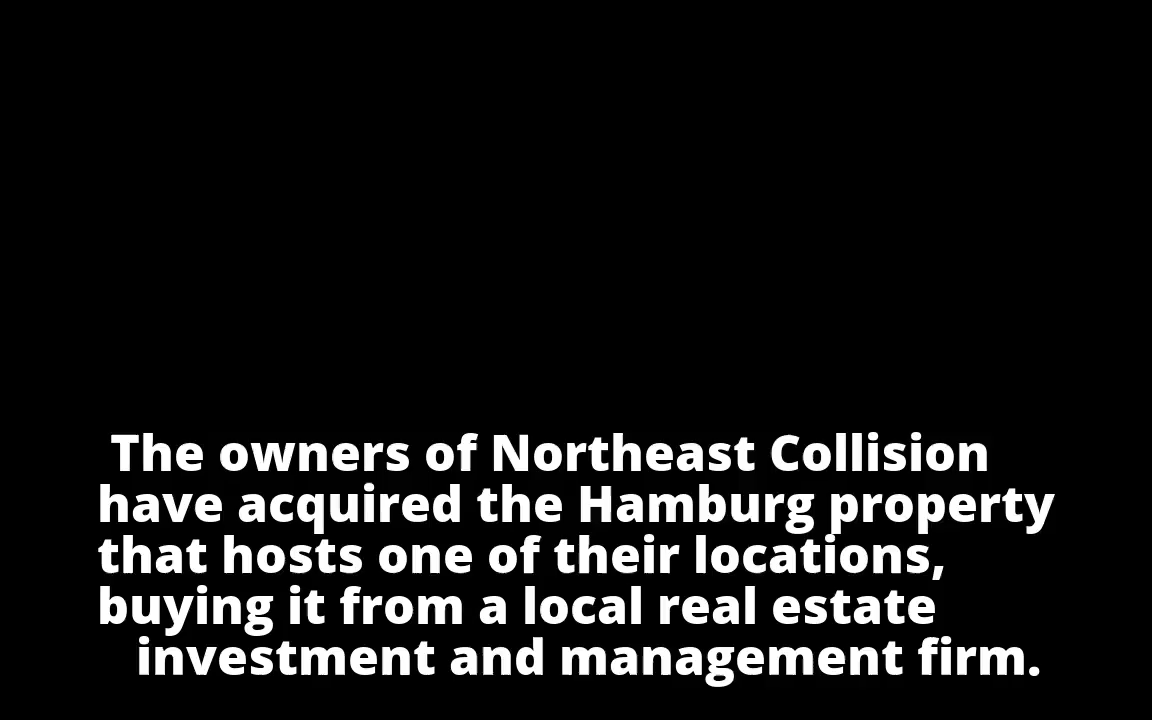 The owners of Northeast Collision
have acquired the Hamburg property
that hosts one of their locations,
buying it from a local real estate
investment and management firm.